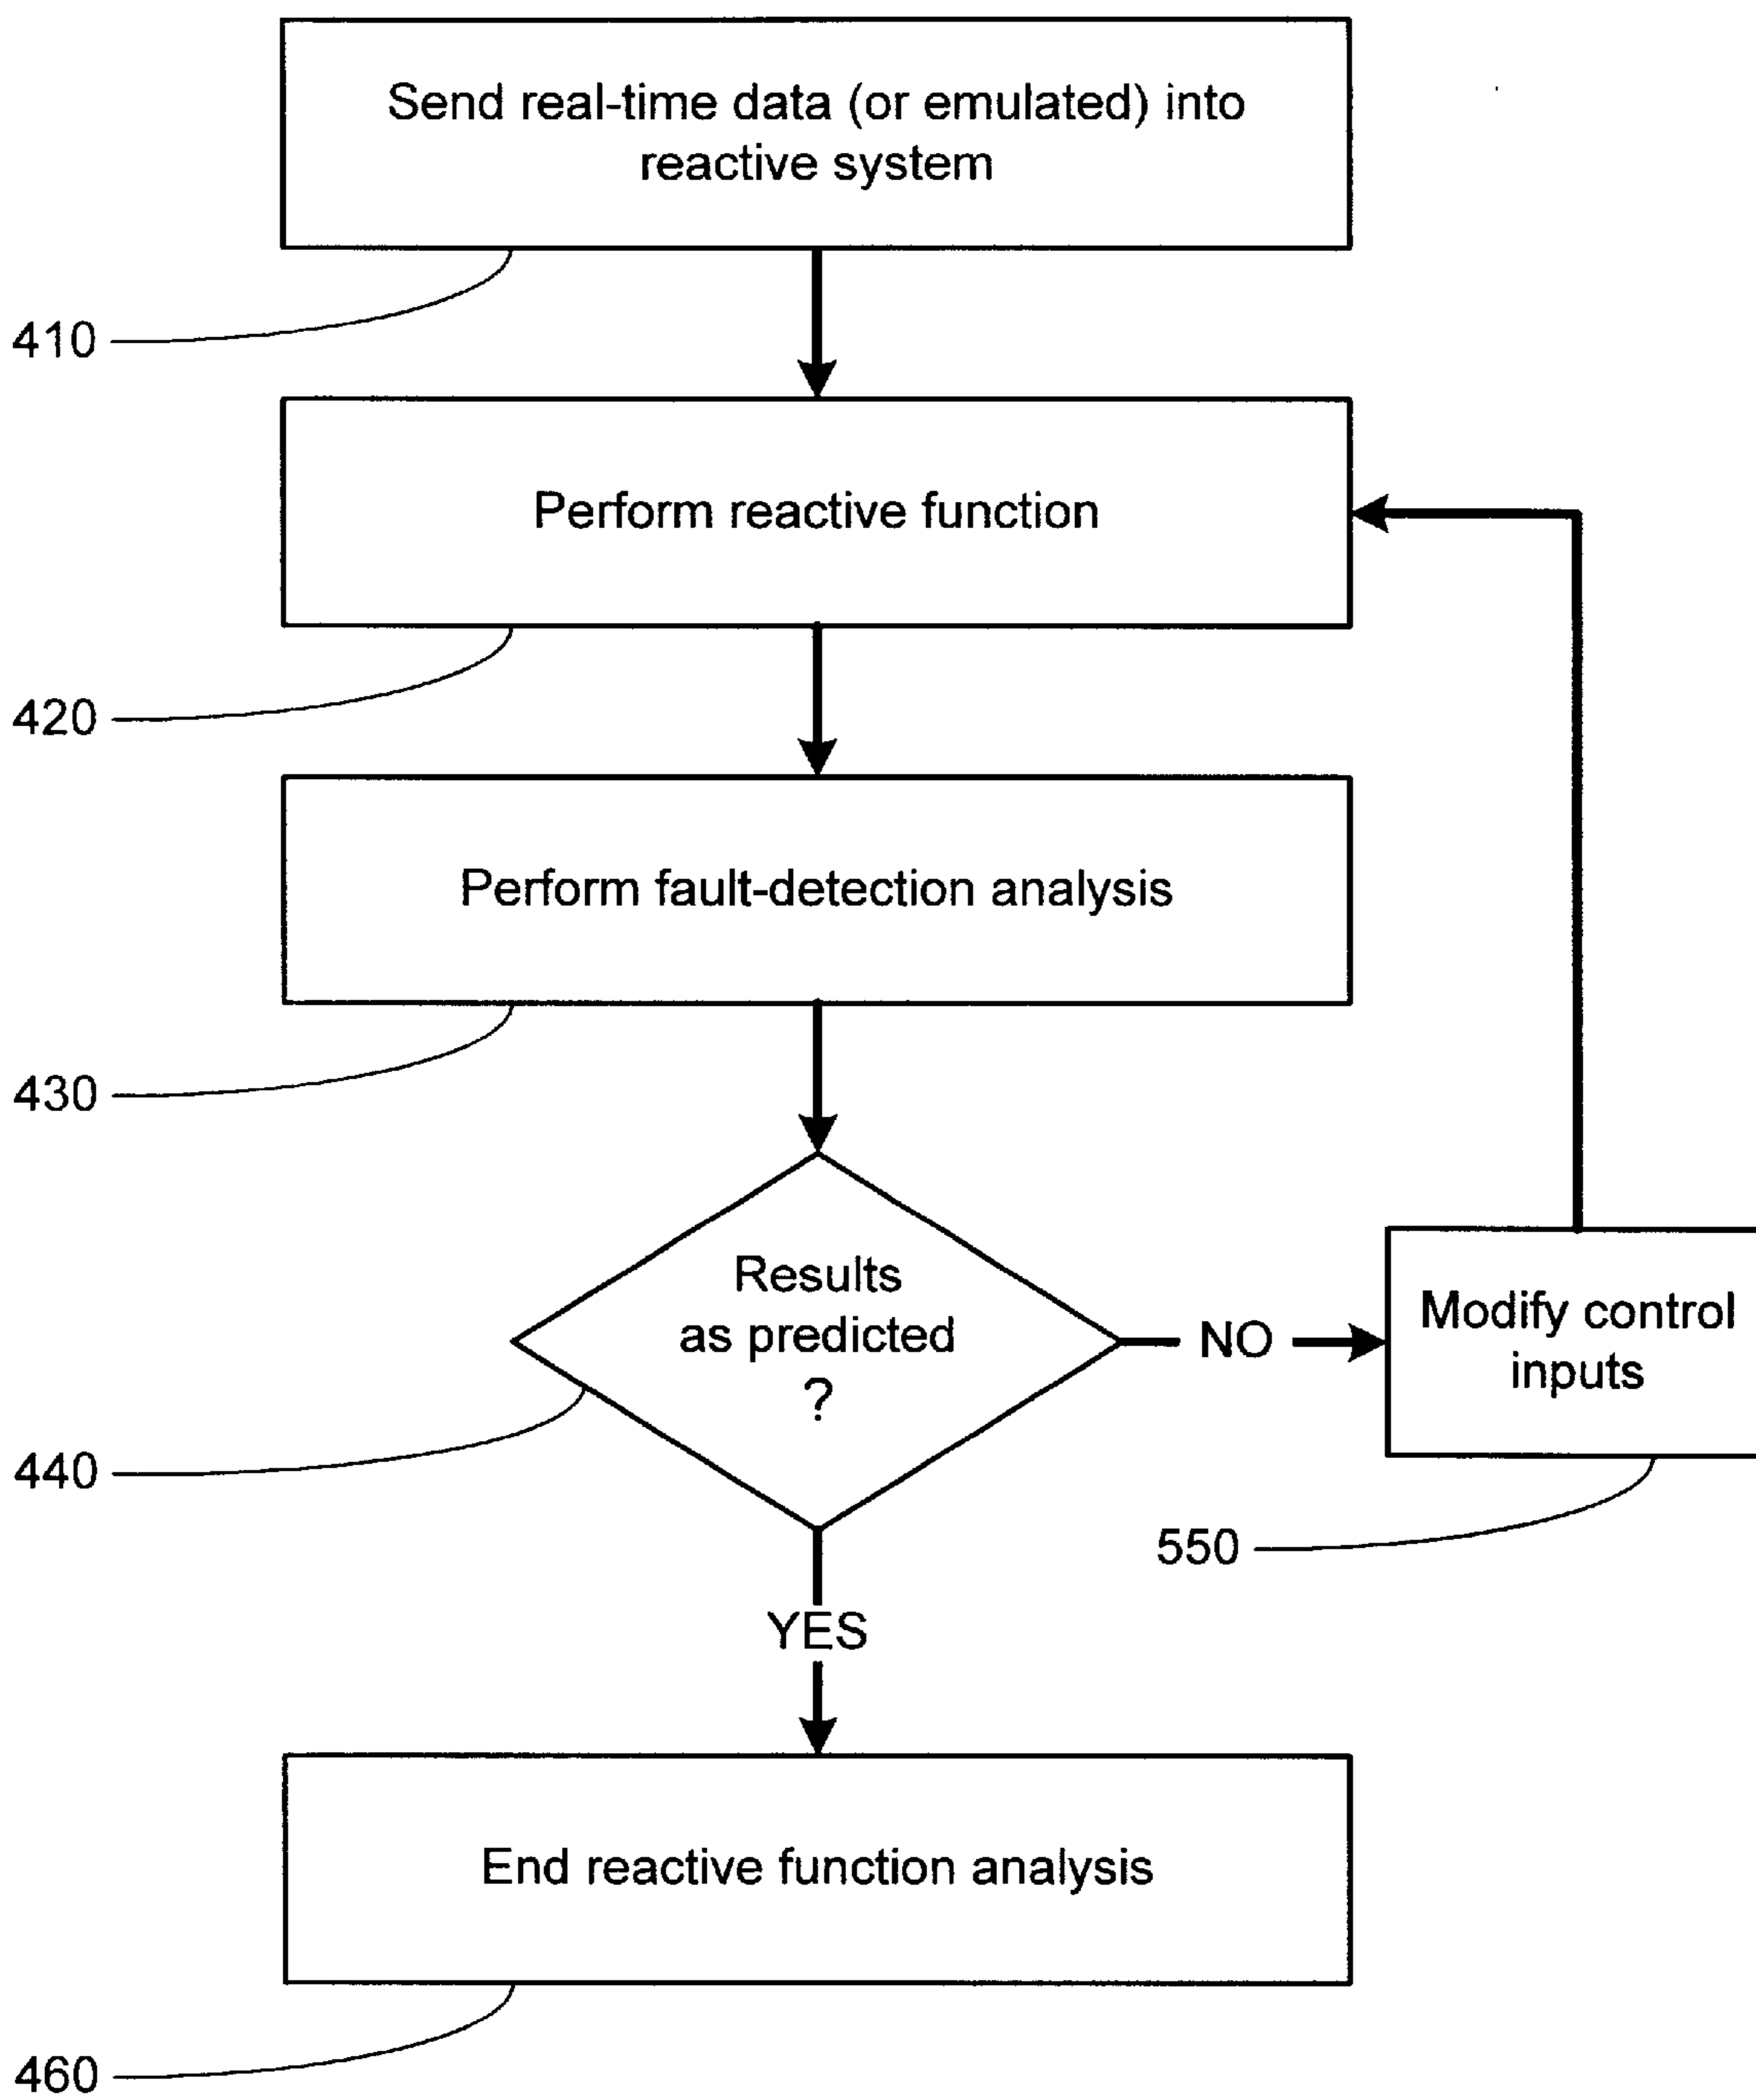 Send real-time data (or emulated) into
reactive system
410
Perform reactive function
420
Perform fault-detection analysis
430
Results
as predicted
?
NO
Modify control
inputs
440
550
YES
End reactive function analysis
460